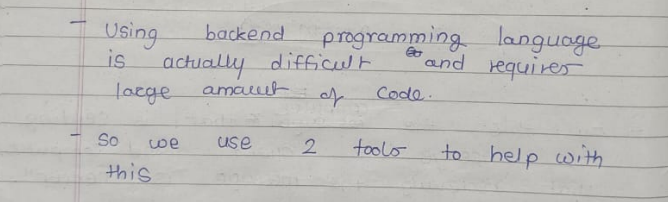 - Using backend programming language
is actually difficult and requires
large amount of code.
- so we use 2 tools to help with
this